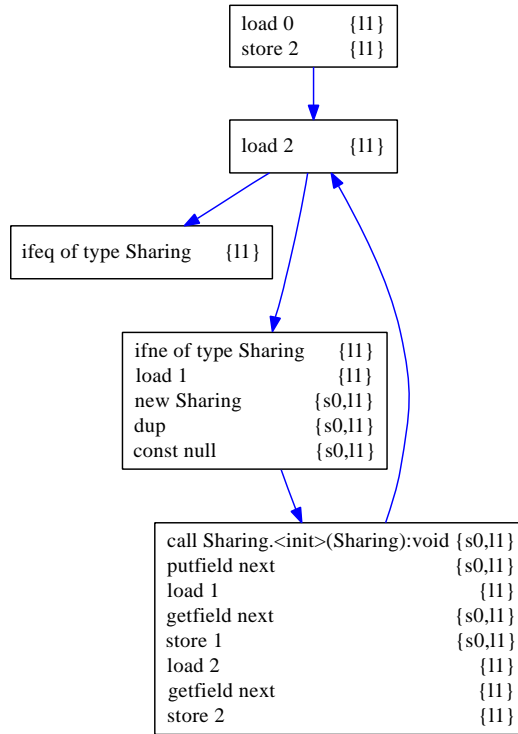 load 0 {l1}
store 2 {l1}
load 2 {l1}
ifeq of type Sharing {l1}
ifne of type Sharing {l1}
load 1 {l1}
new Sharing {s0,l1}
dup {s0,l1}
const null {s0,l1}
call Sharing.<init>(Sharing):void {s0,l1}
putfield next {s0,l1}
load 1 {l1}
getfield next {s0,l1}
store 1 {s0,l1}
load 2 {l1}
getfield next {l1}
store 2 {l1}